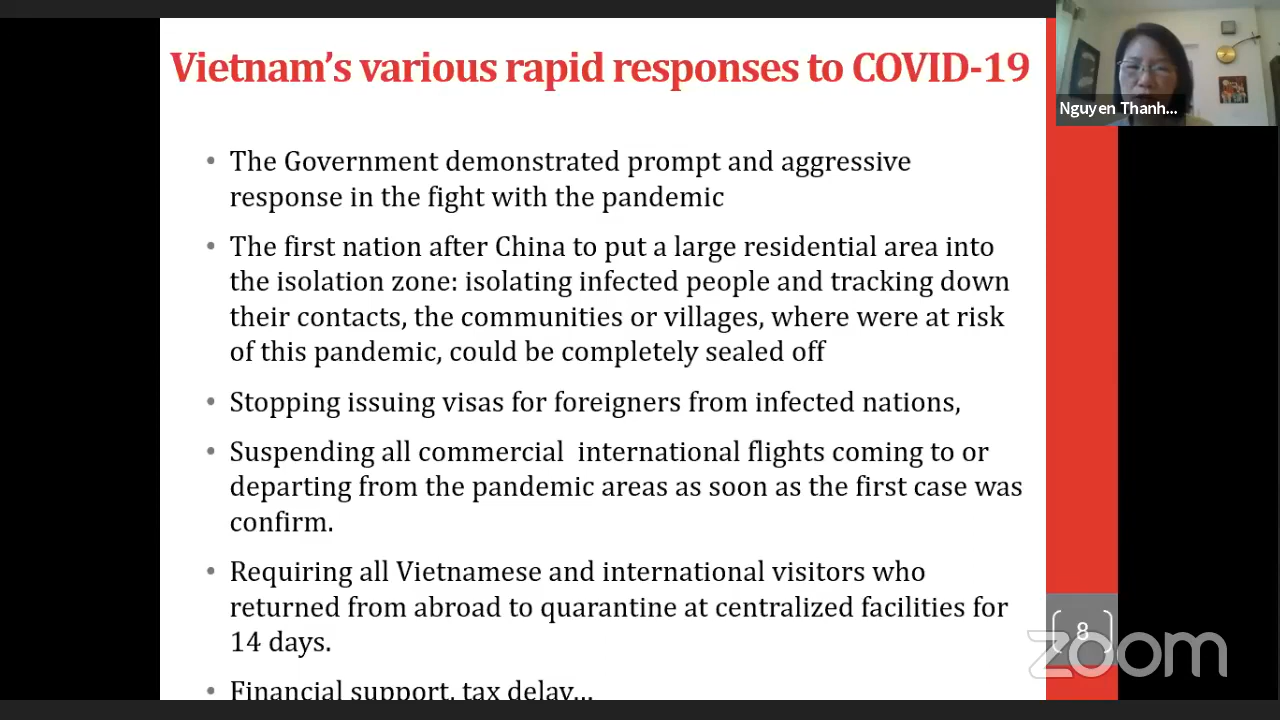 Vietnam's various rapid responses to COVID-19
Nguyen Thanh...
• The Government demonstrated prompt and aggressive
response in the fight with the pandemic
• The first nation after China to put a large residential area into
the isolation zone: isolating infected people and tracking down
their contacts, the communities or villages, where were at risk
of this pandemic, could be completely sealed off
• Stopping issuing visas for foreigners from infected nations,
• Suspending all commercial  international flights coming to or
departing from the pandemic areas as soon as the first case was
confirm.
• Requiring all Vietnamese and international visitors who
returned from abroad to quarantine at centralized facilities for
14 days.
• Financial support, tax delay...
8
zoom